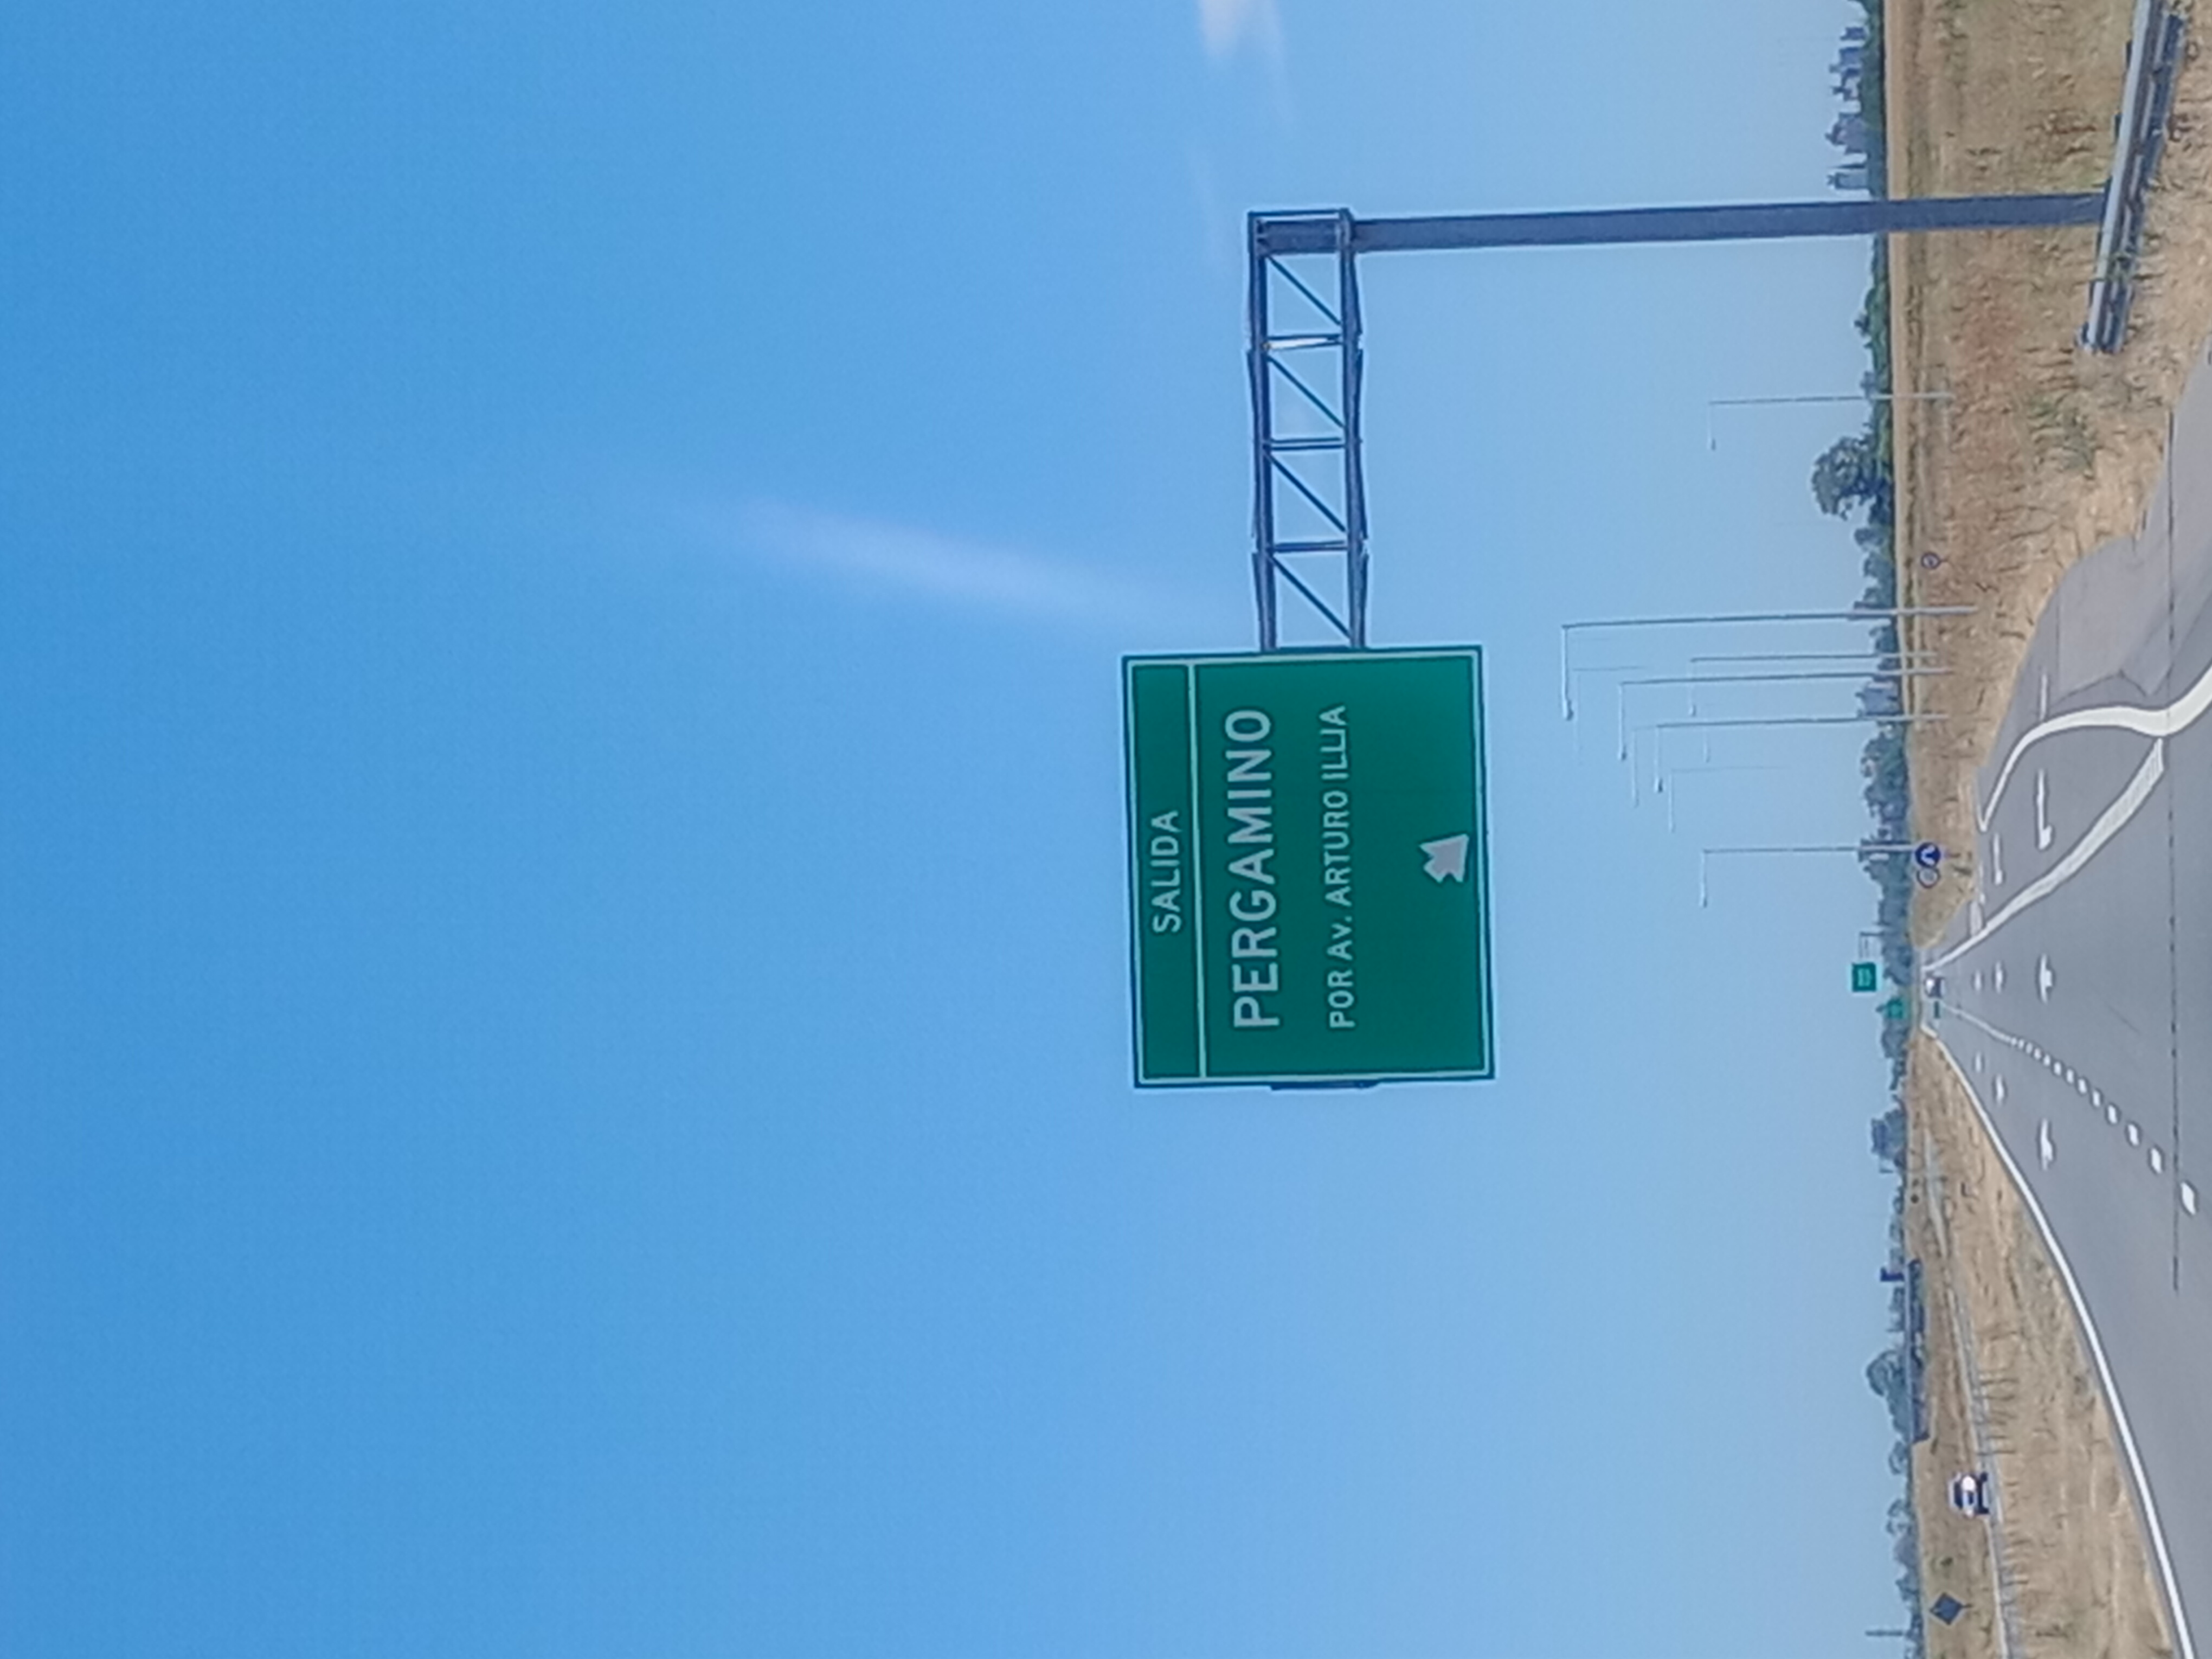 SALIDA
PERGAMINO
POR Av. ARTURO ILLIA